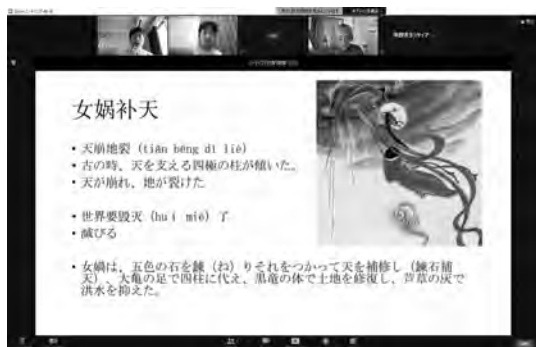 女娲补天
• 天崩地裂（tiān bēng dì liè）
• 古の時、天を支える四極の柱が傾いた。
• 天が崩れ、地が裂けた
• 世界要毁灭（huǐ miè）了
• 滅びる
• 女媧は、五色の石を錬（ね）りそれをつかって天を補修し（錬石補
天）、大亀の足で四柱に代え、黒竜の体で土地を修復し、芦草の灰で
洪水を抑えた。